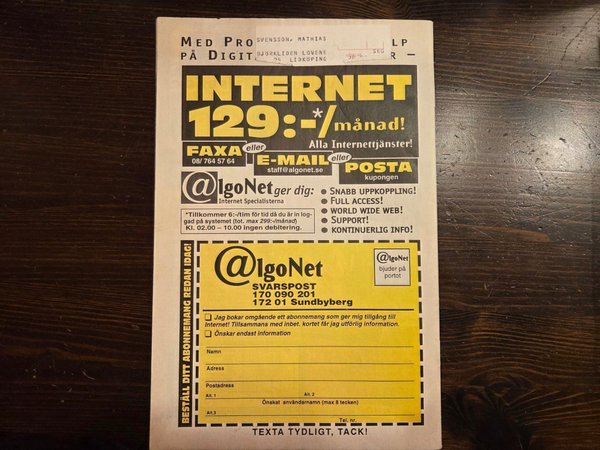 MED PRO LP
SVENSSON, MATHIAS
BJÖRKLIDEN LOVENE
LIDKÖPING
PÅ DIGIT R –
INTERNET
129:-*/månad!
Alla Internettjänster!
FAXA eller
08/ 764 57 64
E-MAIL eller
staff@algonet.se
POSTA
kupongen
@lgoNet ger dig:
Internet Specialisterna
● SNABB UPPKOPPLING!
● FULL ACCESS!
● WORLD WIDE WEB!
● SUPPORT!
● KONTINUERLIG INFO!
*Tillkommer 6:-/tim för tid då du är in log-
gad på systemet (tot. max 299:-/månad)
Kl. 02.00 – 10.00 ingen debitering.
BESTÄLL DITT ABONNEMANG REDAN IDAG!
@lgoNet
SVARSPOST
170 090 201
172 01 Sundbyberg
@lgoNet
bjuder på
portot
❏ Jag bokar omgående ett abonnemang som ger mig tillgång till
Internet! Tillsammana med inbet. kortet får jag utförlig information.
❏ Önskar endast information
Namn
Adress
Postadress
Alt. 1 Alt. 2
Önskat användarnamn (max 8 tecken)
Alt.3 Tel. nr.
TEXTA TYDLIGT, TACK!